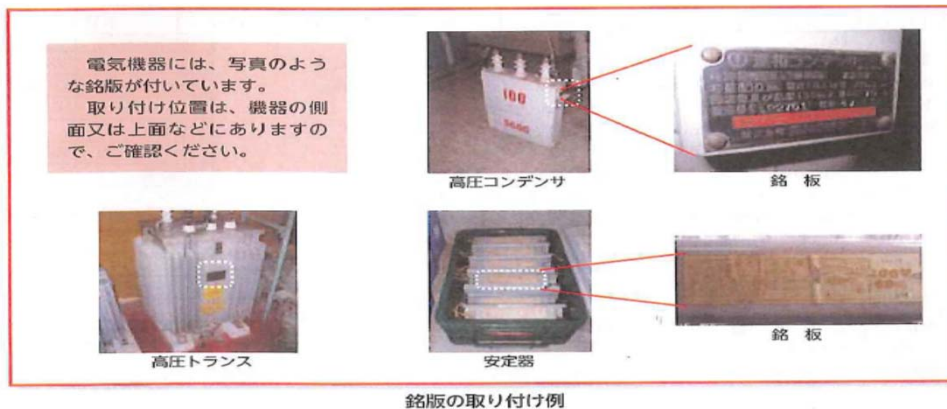 電気機器には、写真のよう
な銘版が付いています。
取り付け位置は、機器の側
面又は上面などにありますの
で、ご確認ください。
100
高圧コンデンサ
銘 板
高圧トランス
安定器
銘 板
銘版の取り付け例